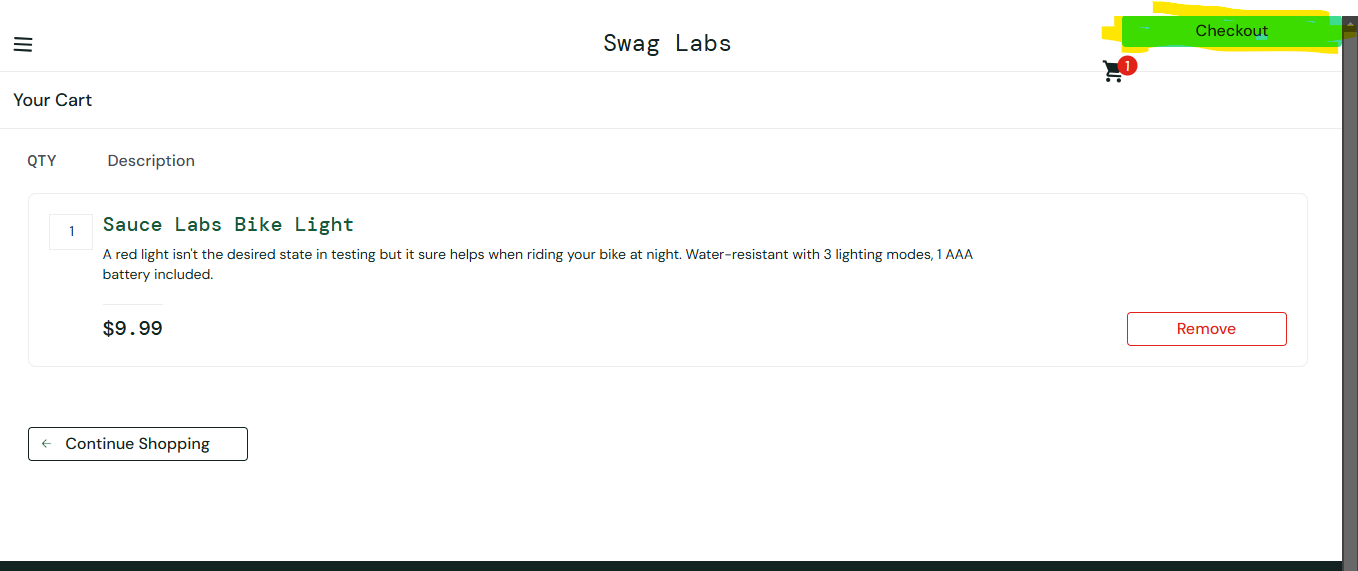 Swag Labs
Checkout
1
Your Cart
QTY Description
1
Sauce Labs Bike Light
A red light isn't the desired state in testing but it sure helps when riding your bike at night. Water-resistant with 3 lighting modes, 1 AAA
battery included.
$9.99
Remove
Continue Shopping